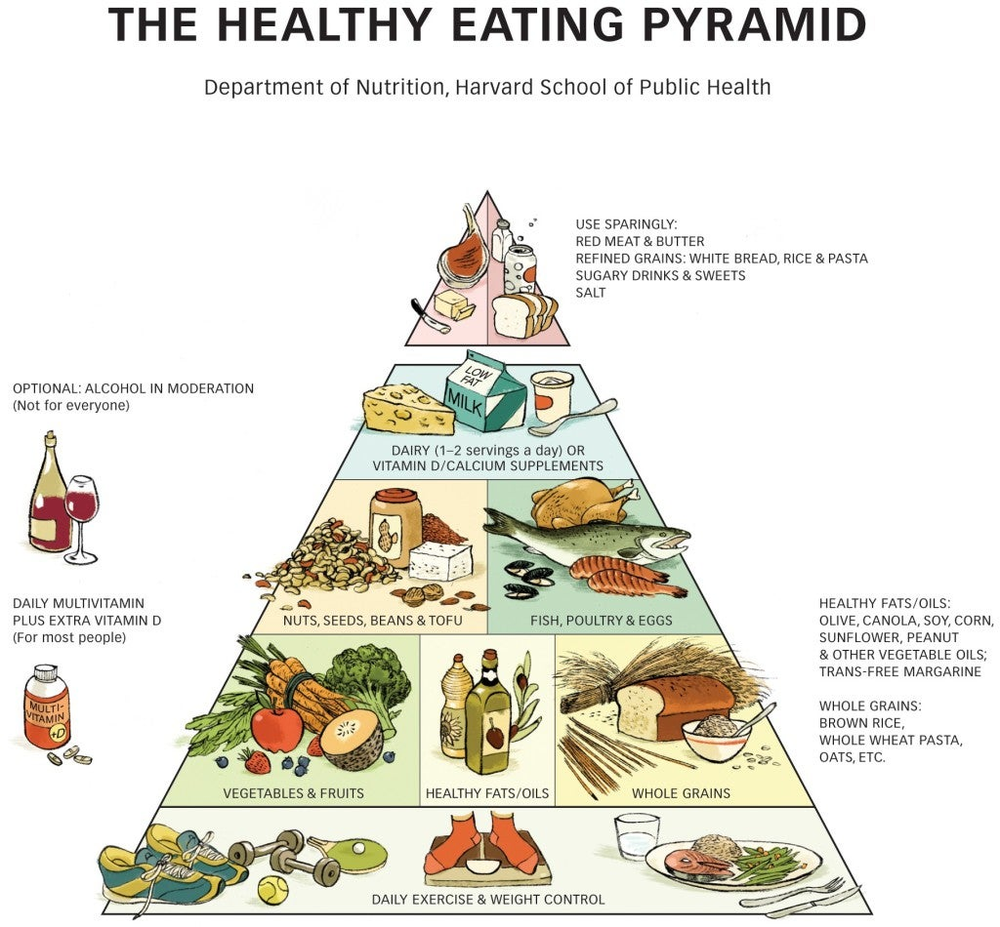 THE HEALTHY EATING PYRAMID
Department of Nutrition, Harvard School of Public Health
USE SPARINGLY:
RED MEAT & BUTTER
REFINED GRAINS: WHITE BREAD, RICE & PASTA
SUGARY DRINKS & SWEETS
SALT
OPTIONAL: ALCOHOL IN MODERATION
(Not for everyone)
LOW
FAT
MILK
DAIRY (1–2 servings a day) OR
VITAMIN D/CALCIUM SUPPLEMENTS
NUTS, SEEDS, BEANS & TOFU
FISH, POULTRY & EGGS
DAILY MULTIVITAMIN
PLUS EXTRA VITAMIN D
(For most people)
MULTI-
VITAMIN
+D
HEALTHY FATS/OILS:
OLIVE, CANOLA, SOY, CORN,
SUNFLOWER, PEANUT
& OTHER VEGETABLE OILS;
TRANS-FREE MARGARINE
WHOLE GRAINS:
BROWN RICE,
WHOLE WHEAT PASTA,
OATS, ETC.
VEGETABLES & FRUITS
HEALTHY FATS/OILS
WHOLE GRAINS
DAILY EXERCISE & WEIGHT CONTROL